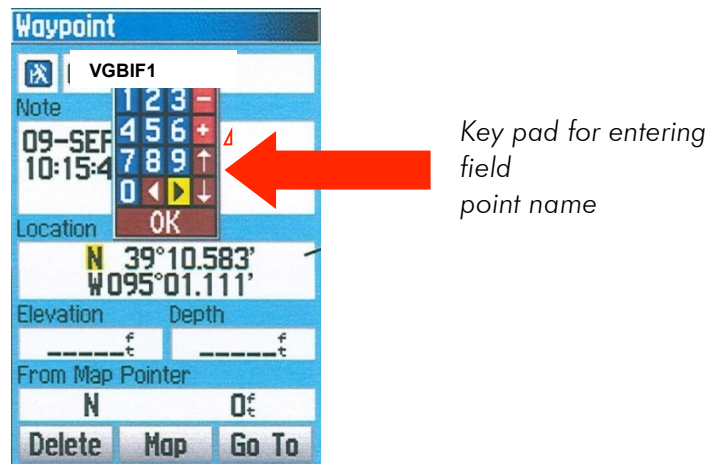 Waypoint
VGBIF1
Note
1 2 3 -
09-SEP 4 5 6 +
10:15:4 7 8 9 ↑
0 ◄ ► ↓
OK
Location
N 39°10.583'
W095°01.111'
Elevation Depth
_____ft _____ft
From Map Pointer
N 0ft
Delete Map Go To
Key pad for entering
field
point name